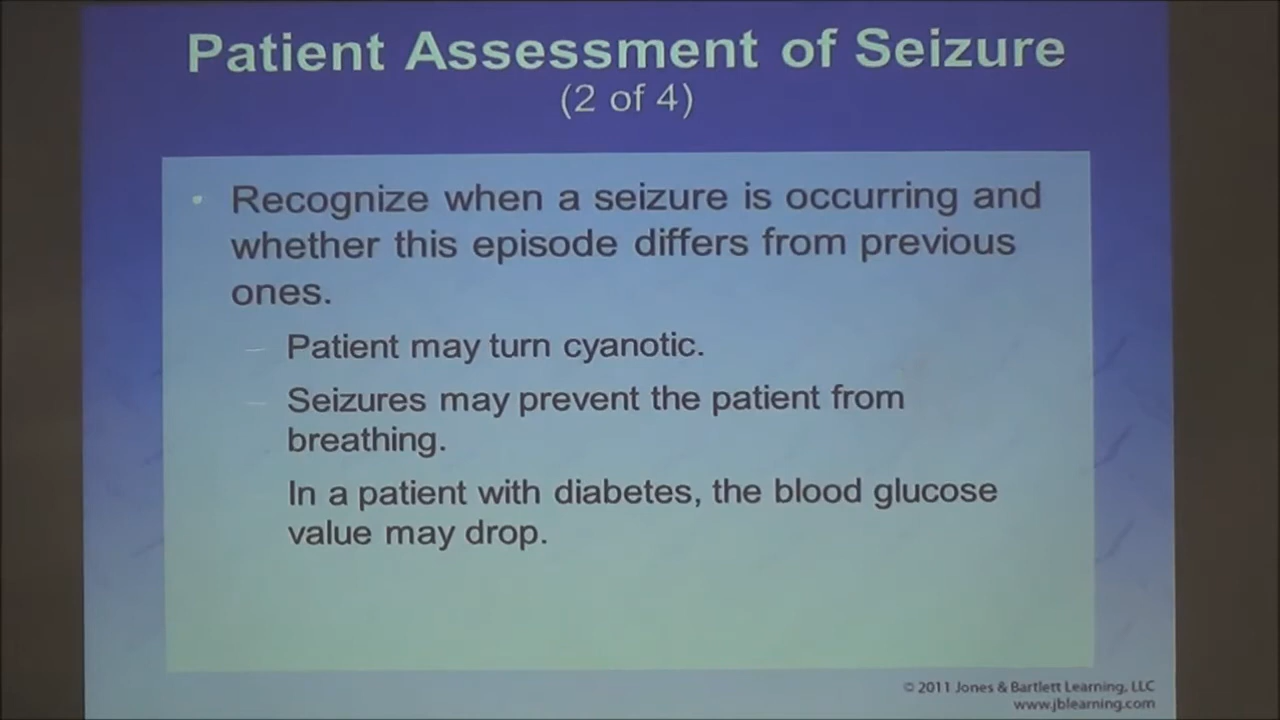 Patient Assessment of Seizure
(2 of 4)
• Recognize when a seizure is occurring and
whether this episode differs from previous
ones.
– Patient may turn cyanotic.
– Seizures may prevent the patient from
breathing.
In a patient with diabetes, the blood glucose
value may drop.
© 2011 Jones & Bartlett Learning, LLC
www.jblearning.com